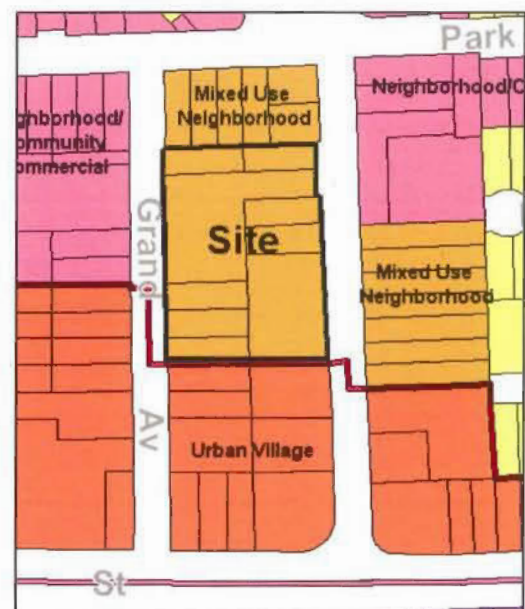 Park
Mixed Use
Neighborhood
Neighborhood/C
ghborhood/
ommunity
ommercial
Grand
Site
Mixed Use
Neighborhood
Av
Urban Village
St